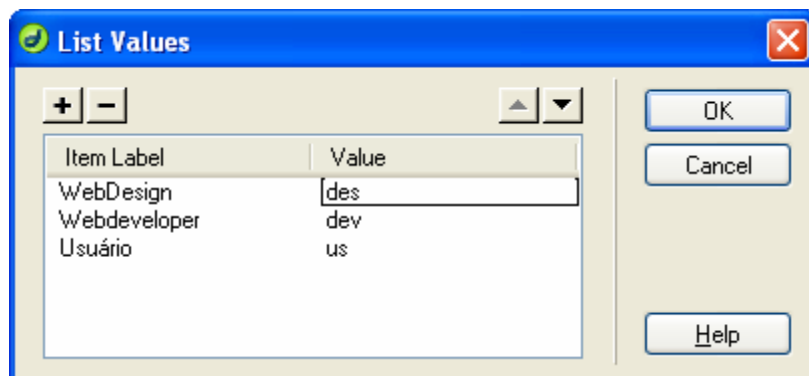 List Values
OK
Cancel
Item Label Value
WebDesign des
Webdeveloper dev
Usuário us
Help